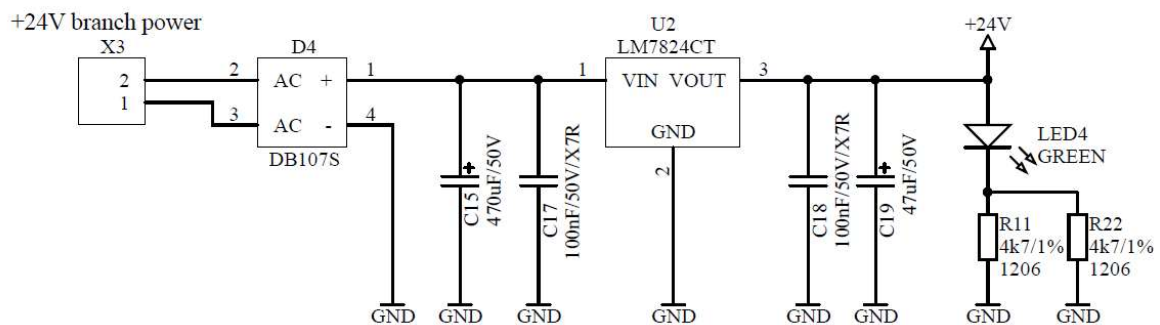 +24V branch power
X3
2
1
D4
2
3
AC +
AC -
1
4
DB107S
C15
470uF/50V
C17
100nF/50V/X7R
U2
LM7824CT
1
VIN VOUT
GND
3
2
C18
100nF/50V/X7R
C19
47uF/50V
+24V
LED4
GREEN
R11
4k7/1%
1206
R22
4k7/1%
1206
GND
GND
GND
GND
GND
GND
GND
GND